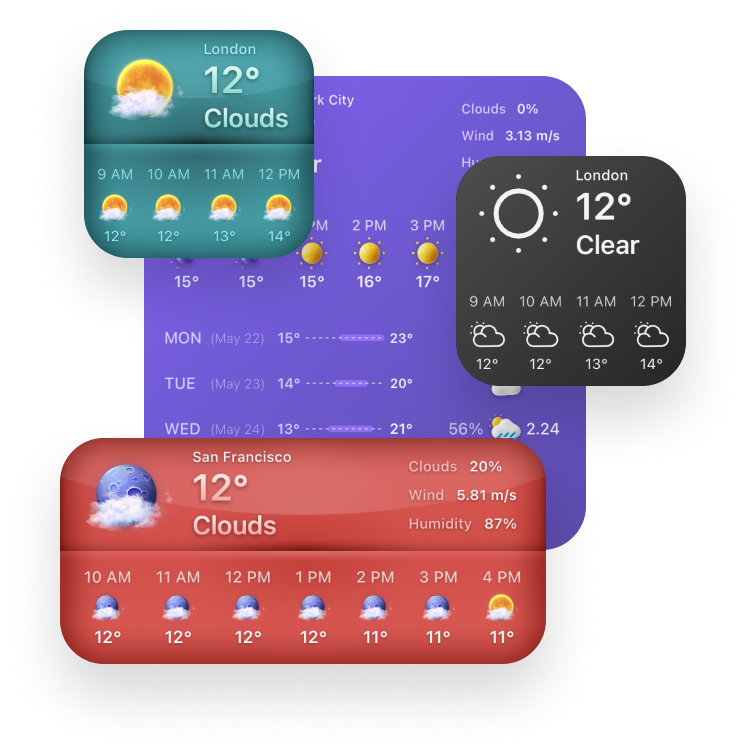 London
12°
Clouds
9 AM 10 AM 11 AM 12 PM
12° 12° 13° 14°
rk City
Clouds 0%
Wind 3.13 m/s
Hu
r
PM 2 PM 3 PM
15° 15° 15° 16° 17°
MON (May 22) 15° 23°
TUE (May 23) 14° 20°
WED (May 24) 13° 21° 56% 2.24
London
12°
Clear
9 AM 10 AM 11 AM 12 PM
12° 12° 13° 14°
San Francisco
12°
Clouds
Clouds 20%
Wind 5.81 m/s
Humidity 87%
10 AM 11 AM 12 PM 1 PM 2 PM 3 PM 4 PM
12° 12° 12° 12° 11° 11° 11°